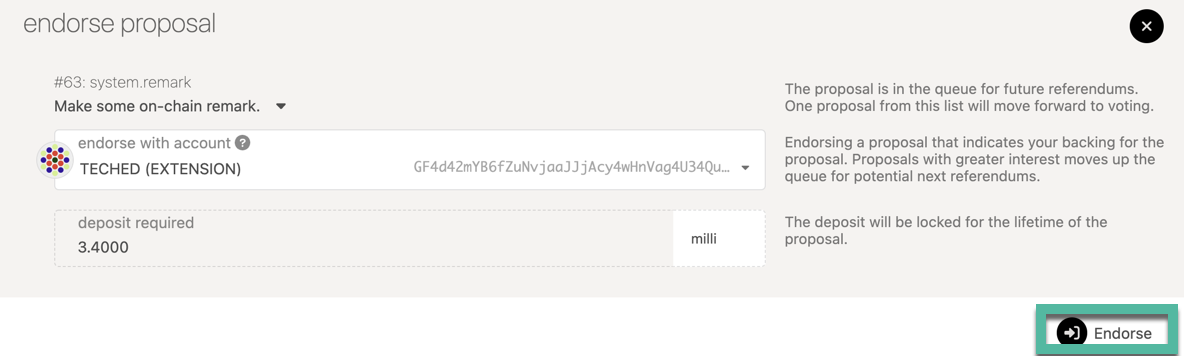 endorse proposal
#63: system.remark
Make some on-chain remark.
The proposal is in the queue for future referendums.
One proposal from this list will move forward to voting.
endorse with account ?
TECHED (EXTENSION) GF4d42mYB6fZuNvjaaJJjAcy4wHnVag4U34Qu...
Endorsing a proposal that indicates your backing for the
proposal. Proposals with greater interest moves up the
queue for potential next referendums.
deposit required
3.4000
milli
The deposit will be locked for the lifetime of the
proposal.
Endorse